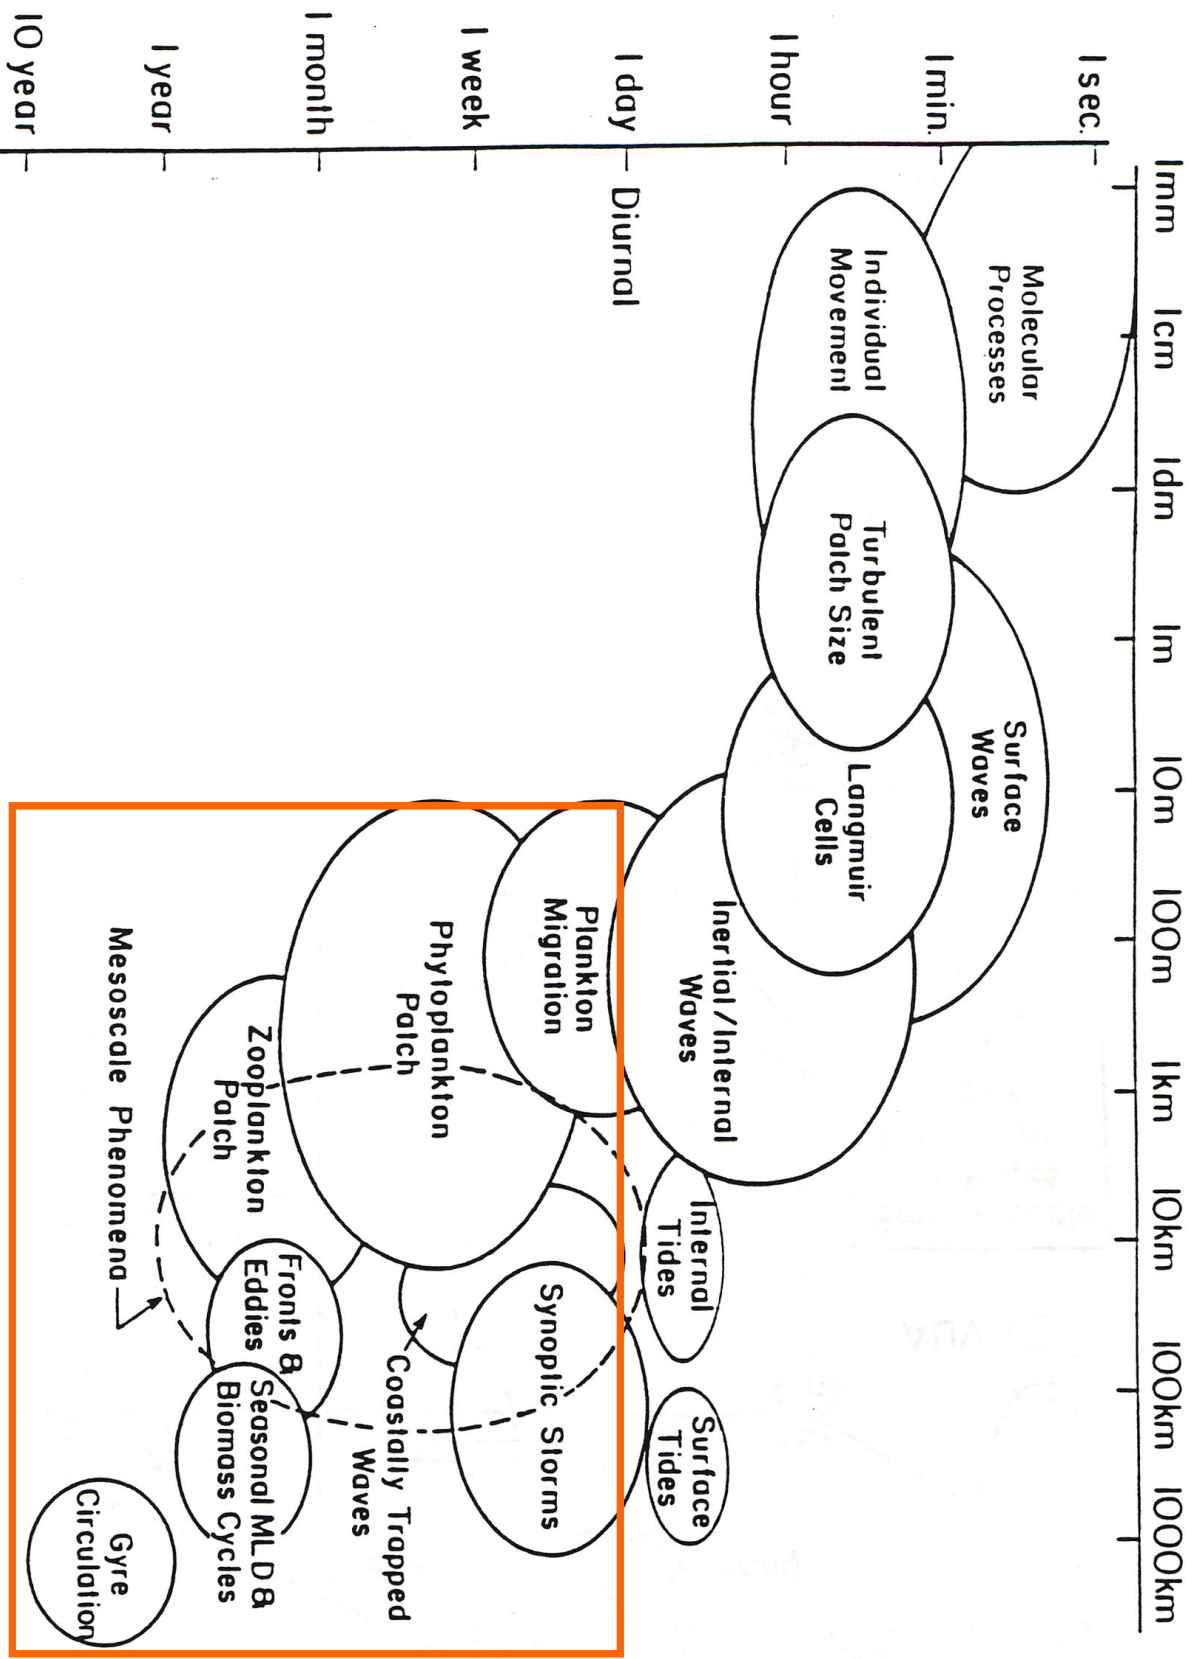 1 sec.
1 min.
1 hour
1 day
1 week
1 month
1 year
10 year
1mm
1cm
1dm
1m
10m
100m
1km
10km
100km
1000km
Diurnal
Molecular
Processes
Individual
Movement
Turbulent
Patch Size
Surface
Waves
Langmuir
Cells
Inertial/Internal
Waves
Plankton
Migration
Phytoplankton
Patch
Zooplankton
Patch
Mesoscale Phenomena
Internal
Tides
Surface
Tides
Synoptic Storms
Coastally Trapped
Waves
Fronts &
Eddies
Seasonal MLD &
Biomass Cycles
Gyre
Circulation